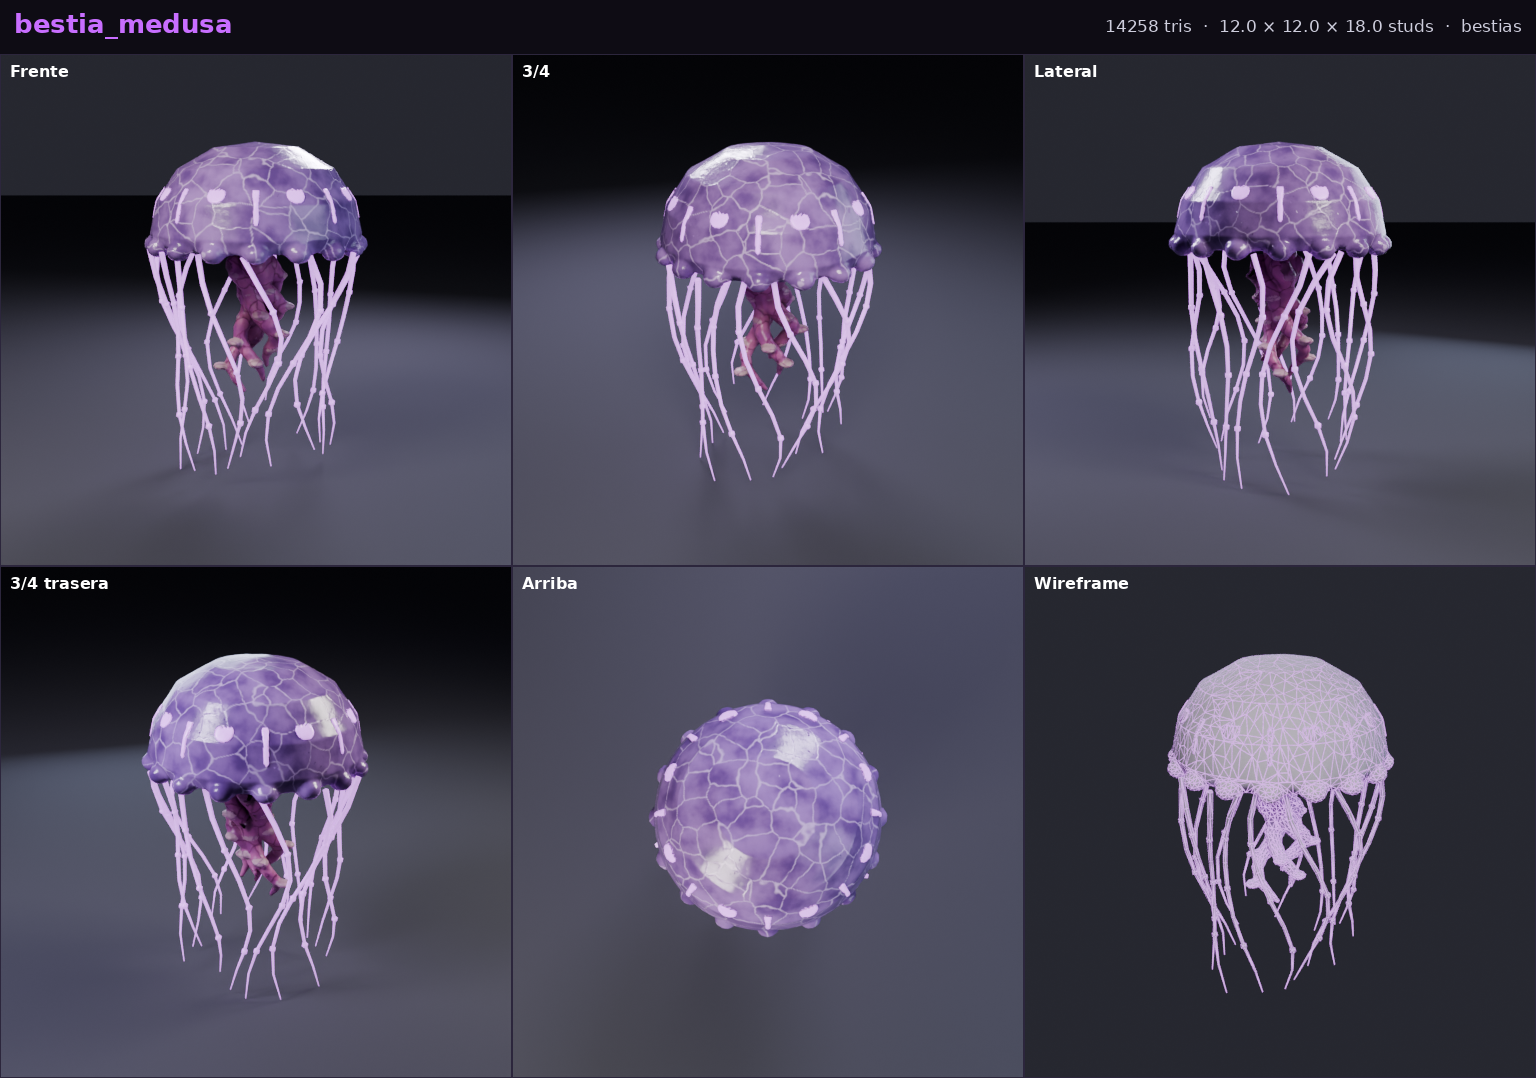 bestia_medusa
14258 tris · 12.0 × 12.0 × 18.0 studs · bestias
Frente
3/4
Lateral
3/4 trasera
Arriba
Wireframe